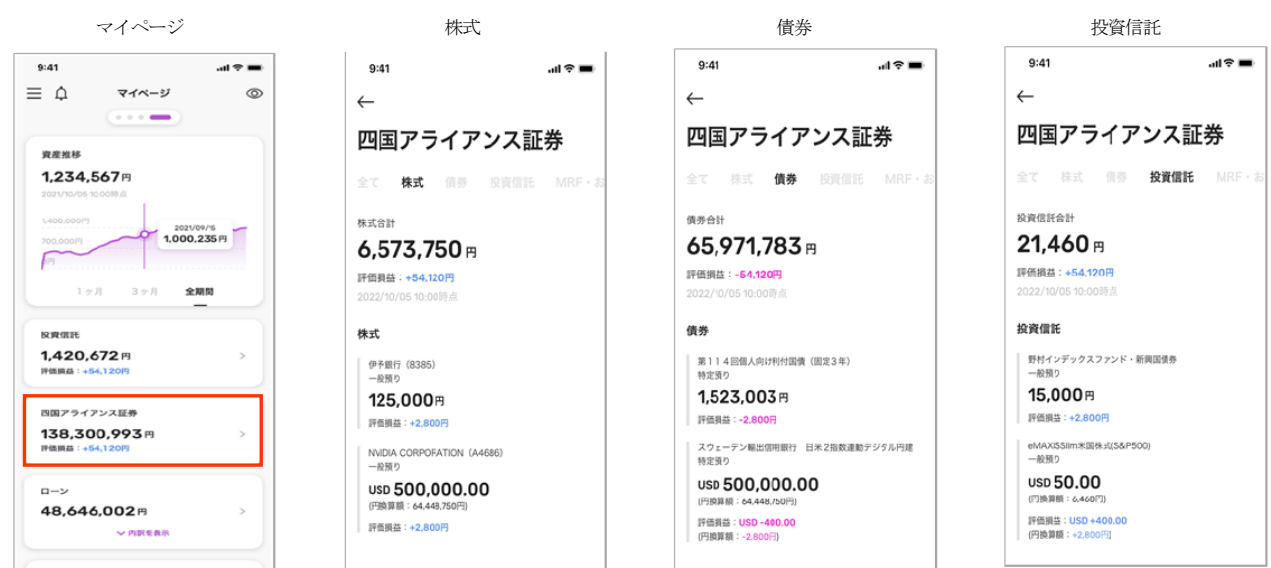 マイページ
9:41
マイページ
資産推移
1,234,567円
2021/10/05 10:00時点
1,400,000円
700,000円
0円
2021/09/15
1,000,235円
1ヶ月 3ヶ月 全期間
投資信託
1,420,672円
評価損益：+54,120円
四国アライアンス証券
138,300,993円
評価損益：+54,120円
ローン
48,646,002円
内訳を表示
株式
9:41
四国アライアンス証券
全て 株式 債券 投資信託 MRF・お
株式合計
6,573,750円
評価損益：+54,120円
2022/10/05 10:00時点
株式
伊予銀行（8385）
一般預り
125,000円
評価損益：+2,800円
NVIDIA CORPOFATION（A4686）
一般預り
USD 500,000.00
(円換算額：64,448,750円)
評価損益：+2,800円
債券
9:41
四国アライアンス証券
全て 株式 債券 投資信託 MRF・お
債券合計
65,971,783円
評価損益：-54,120円
2022/10/05 10:00時点
債券
第１１４回個人向け利付国債（固定３年）
特定預り
1,523,003円
評価損益：-2,800円
スウェーデン輸出信用銀行　日米２指数連動デジタル円建
特定預り
USD 500,000.00
(円換算額：64,448,750円)
評価損益：USD -400.00
(円換算額：-2,800円)
投資信託
9:41
四国アライアンス証券
全て 株式 債券 投資信託 MRF・お
投資信託合計
21,460円
評価損益：+54,120円
2022/10/05 10:00時点
投資信託
野村インデックスファンド・新興国債券
一般預り
15,000円
評価損益：+2,800円
eMAXISSlim米国株式(S&P500)
一般預り
USD 50.00
(円換算額：6,460円)
評価損益：USD +400.00
(円換算額：+2,800円)